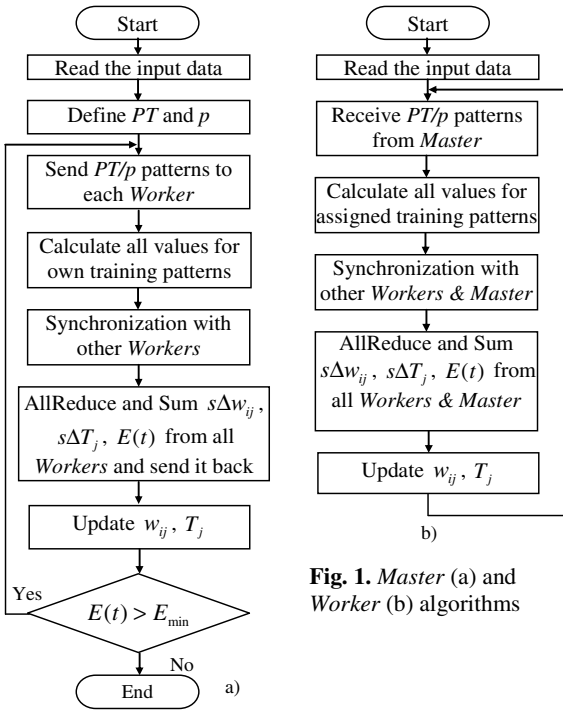 Start
Read the input data
Define PT and p
Send PT/p patterns to
each Worker
Calculate all values for
own training patterns
Synchronization with
other Workers
AllReduce and Sum sΔw_ij,
sΔT_j, E(t) from all
Workers and send it back
Update w_ij, T_j
Yes
E(t) > E_min
No
End
a)
Start
Read the input data
Receive PT/p patterns
from Master
Calculate all values for
assigned training patterns
Synchronization with
other Workers & Master
AllReduce and Sum
sΔw_ij, sΔT_j, E(t) from
all Workers & Master
Update w_ij, T_j
b)
Fig. 1. Master (a) and
Worker (b) algorithms